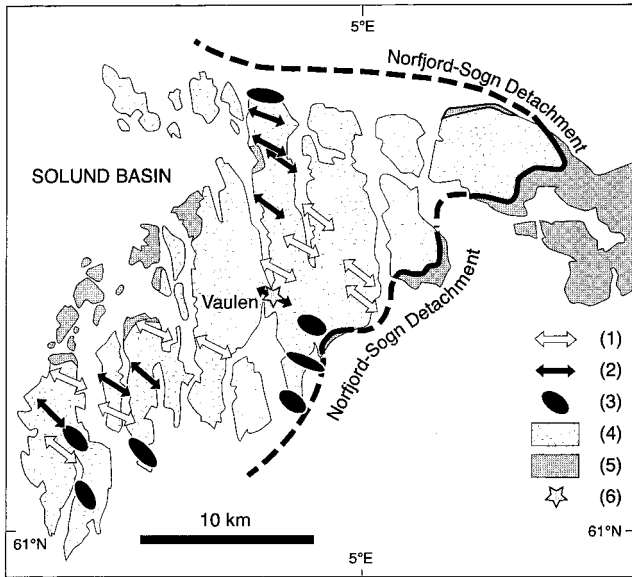 5°E
Norfjord-Sogn Detachment
SOLUND BASIN
Vaulen
Norfjord-Sogn Detachment
(1)
(2)
(3)
(4)
(5)
(6)
10 km
61°N
5°E
61°N